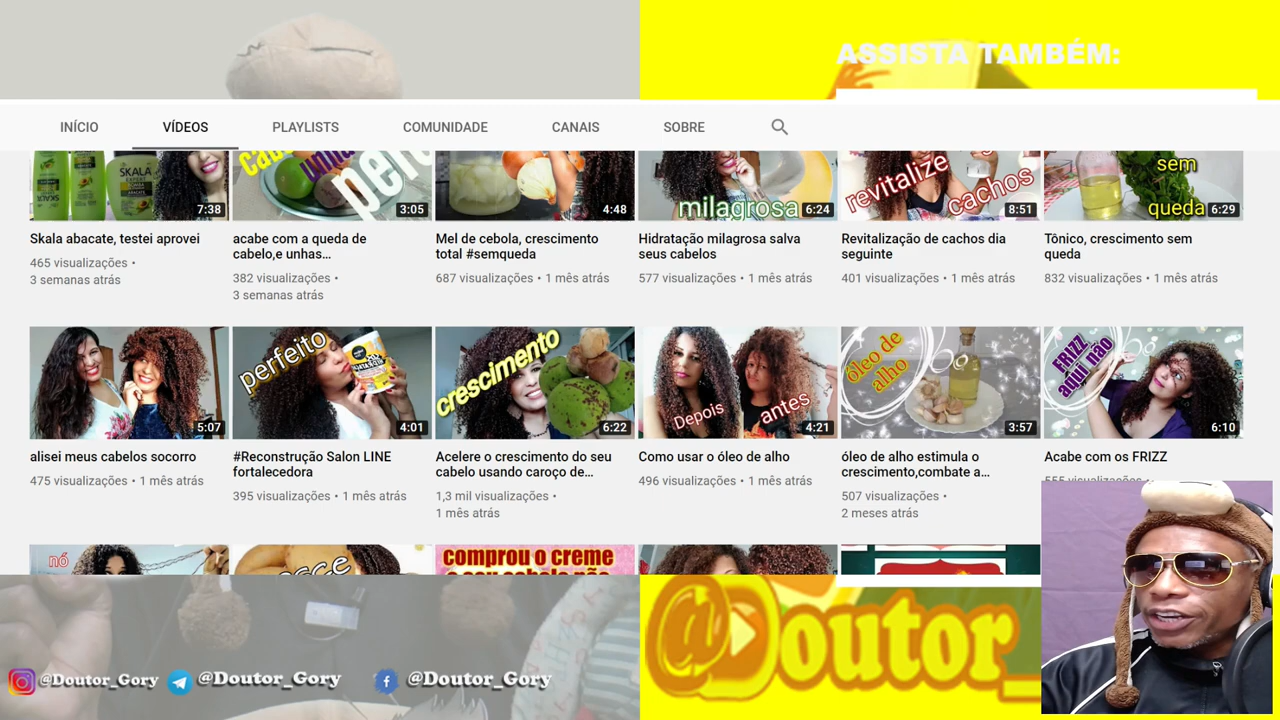 ASSISTA TAMBÉM:
INÍCIO
VÍDEOS
PLAYLISTS
COMUNIDADE
CANAIS
SOBRE
SKALA
7:38
3:05
4:48
milagrosa
6:24
revitalize
cachos
8:51
sem
queda
6:29
Skala abacate, testei aprovei
465 visualizações •
3 semanas atrás
acabe com a queda de
cabelo,e unhas...
382 visualizações •
3 semanas atrás
Mel de cebola, crescimento
total #semqueda
687 visualizações • 1 mês atrás
Hidratação milagrosa salva
seus cabelos
577 visualizações • 1 mês atrás
Revitalização de cachos dia
seguinte
401 visualizações • 1 mês atrás
Tônico, crescimento sem
queda
832 visualizações • 1 mês atrás
5:07
perfeito
4:01
crescimento
6:22
Depois
antes
4:21
óleo de
alho
3:57
FRIZZ
aqui não
6:10
alisei meus cabelos socorro
475 visualizações • 1 mês atrás
#Reconstrução Salon LINE
fortalecedora
395 visualizações • 1 mês atrás
Acelere o crescimento do seu
cabelo usando caroço de...
1,3 mil visualizações •
1 mês atrás
Como usar o óleo de alho
496 visualizações • 1 mês atrás
óleo de alho estimula o
crescimento,combate a...
507 visualizações •
2 meses atrás
Acabe com os FRIZZ
nó
comprou o creme
@Doutor_
@Doutor_Gory
@Doutor_Gory
@Doutor_Gory